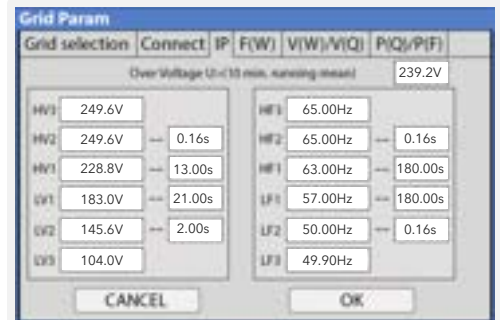 Grid Param
Grid selection Connect IP F(W) V(W)/V(Q) P(Q)/P(F)
Over Voltage U< (10 min. running mean) 239.2V
HV3 249.6V HF3 65.00Hz
HV2 249.6V --- 0.16s HF2 65.00Hz --- 0.16s
HV1 228.8V --- 13.00s HF1 63.00Hz --- 180.00s
LV1 183.0V --- 21.00s LF1 57.00Hz --- 180.00s
LV2 145.6V --- 2.00s LF2 50.00Hz --- 0.16s
LV3 104.0V LF3 49.90Hz
CANCEL OK